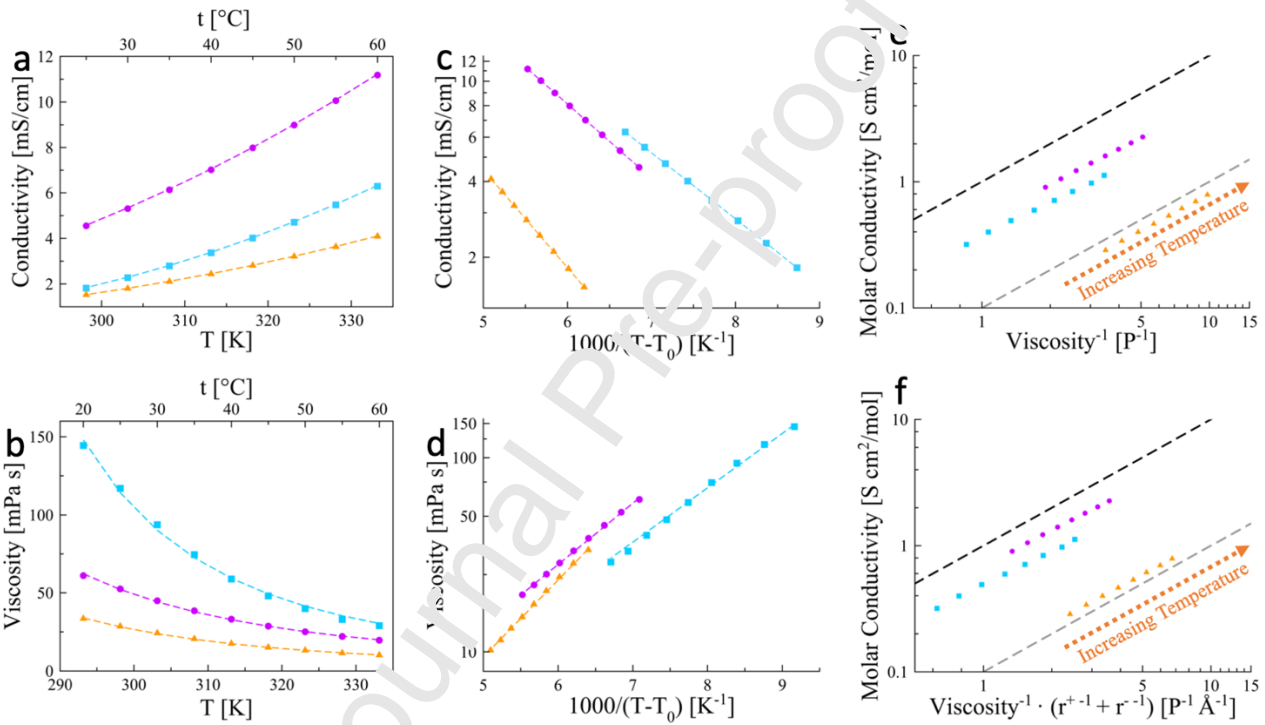 t [°C]
30 40 50 60
a
12
10
8
6
4
2
Conductivity [mS/cm]
300 310 320 330
T [K]
c
12
10
8
6
4
2
Conductivity [mS/cm]
5 6 7 8 9
1000/(T-T0) [K-1]
e
10
1
0.1
Molar Conductivity [S cm2/mol]
Increasing Temperature
1 10 15
Viscosity-1 [P-1]
t [°C]
20 30 40 50 60
b
150
100
50
0
Viscosity [mPa s]
290 300 310 320 330
T [K]
d
150
100
50
10
Viscosity [mPa s]
5 6 7 8 9
1000/(T-T0) [K-1]
f
10
1
0.1
Molar Conductivity [S cm2/mol]
Increasing Temperature
1 10 15
Viscosity-1 · (r+ -1 + r- -1) [P-1 Å-1]
Journal Pre-proof